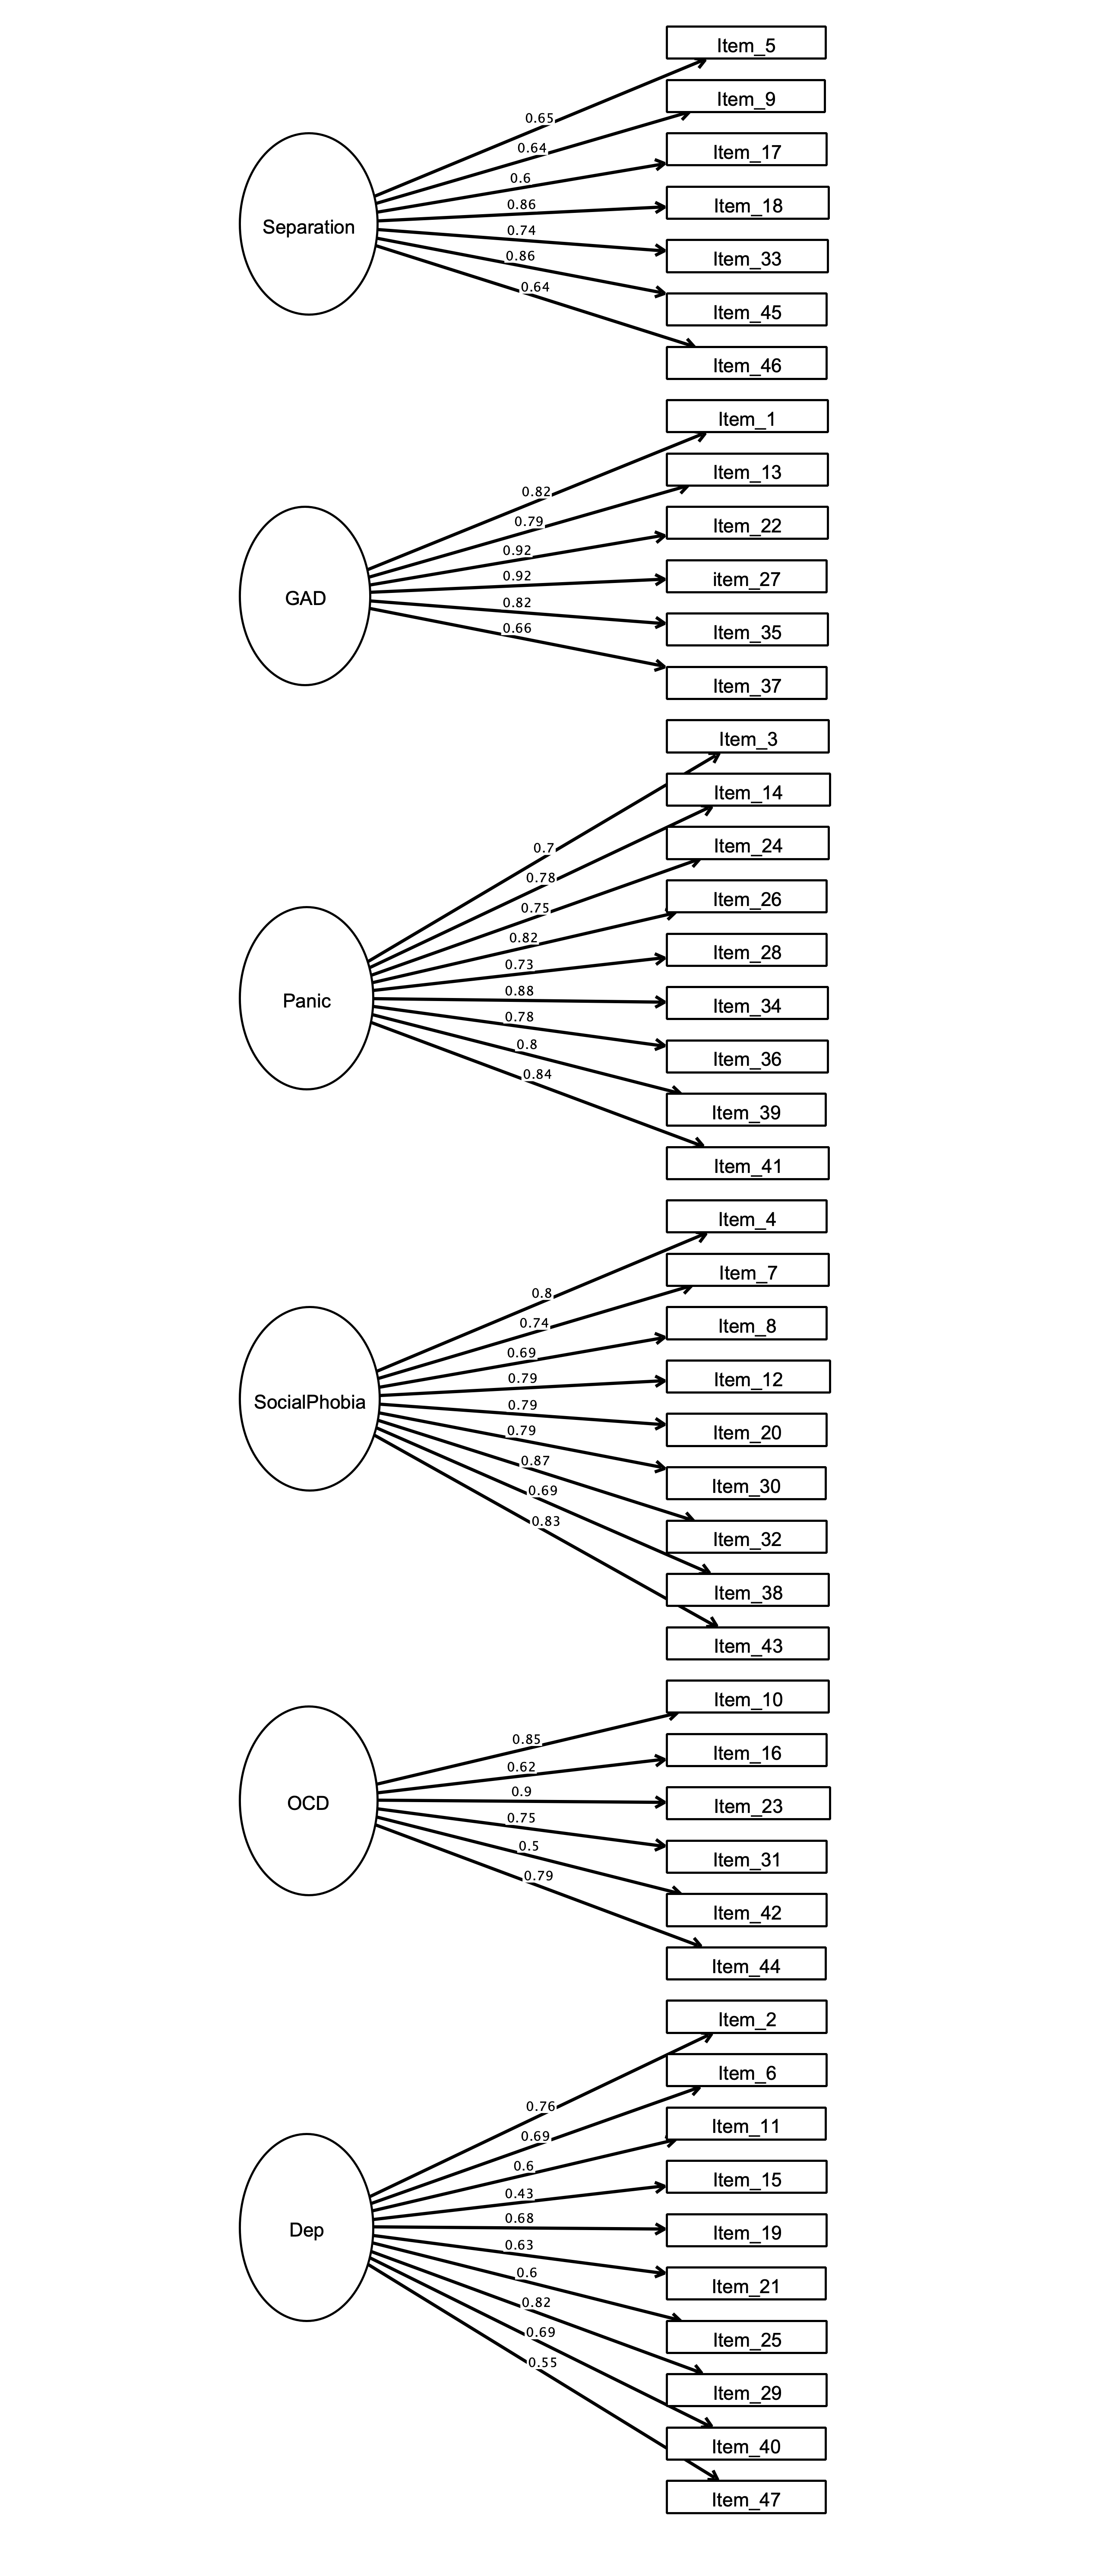 Item_5
Item_9
0.65
0.64
Item_17
0.6
0.86
Item_18
Separation
0.74
0.86
Item_33
0.64
Item_45
Item_46
Item_1
Item_13
0.82
0.79
Item_22
0.92
0.92
item_27
GAD
0.82
0.66
Item_35
Item_37
Item_3
Item_14
0.7
Item_24
0.78
0.75
Item_26
0.82
0.73
Item_28
0.88
Panic
Item_34
0.78
0.8
Item_36
0.84
Item_39
Item_41
Item_4
Item_7
0.8
0.74
Item_8
0.69
0.79
Item_12
SocialPhobia
0.79
0.79
Item_20
0.87
0.69
Item_30
0.83
Item_32
Item_38
Item_43
Item_10
0.85
Item_16
0.62
0.9
OCD
Item_23
0.75
0.5
Item_31
0.79
Item_42
Item_44
Item_2
Item_6
0.76
0.69
Item_11
0.6
0.43
Item_15
0.68
Dep
Item_19
0.63
0.6
Item_21
0.82
0.69
Item_25
0.55
Item_29
Item_40
Item_47